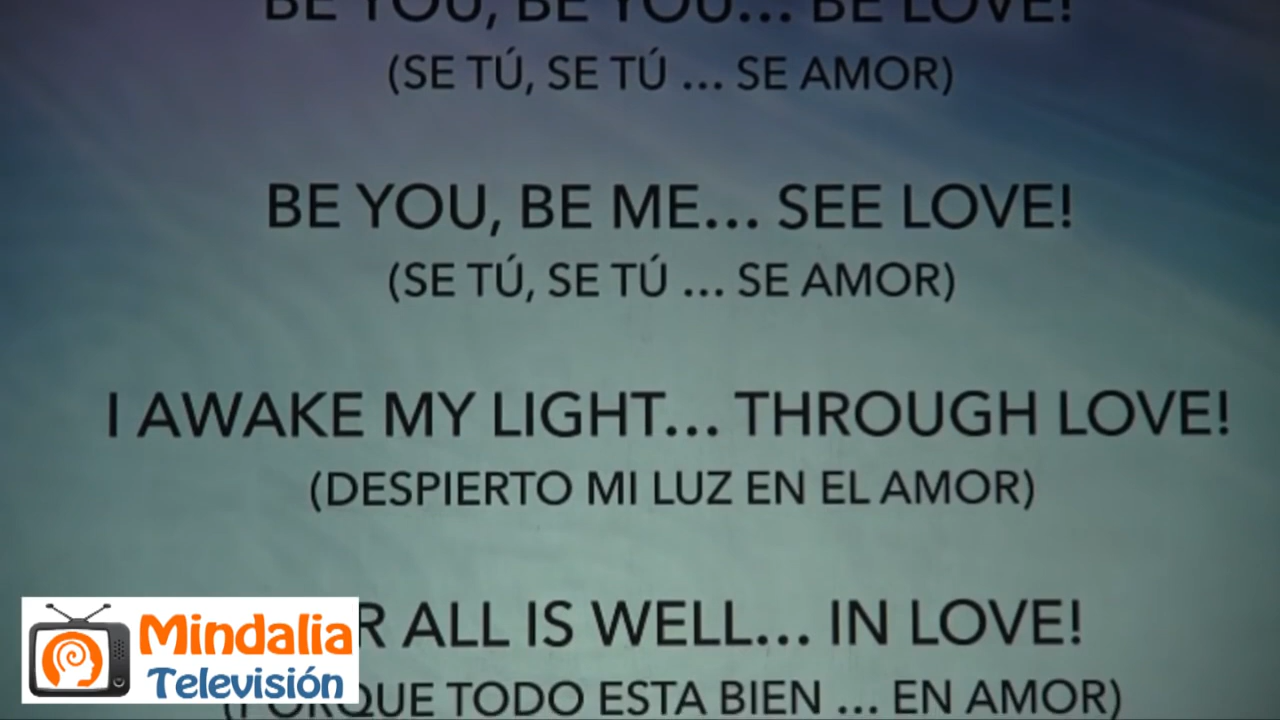 BE YOU, BE YOU... BE LOVE!
(SE TÚ, SE TÚ ... SE AMOR)
BE YOU, BE ME... SEE LOVE!
(SE TÚ, SE TÚ ... SE AMOR)
I AWAKE MY LIGHT... THROUGH LOVE!
(DESPIERTO MI LUZ EN EL AMOR)
ALL IS WELL... IN LOVE!
TODO ESTA BIEN ... EN AMOR)
Mindalia
Televisión